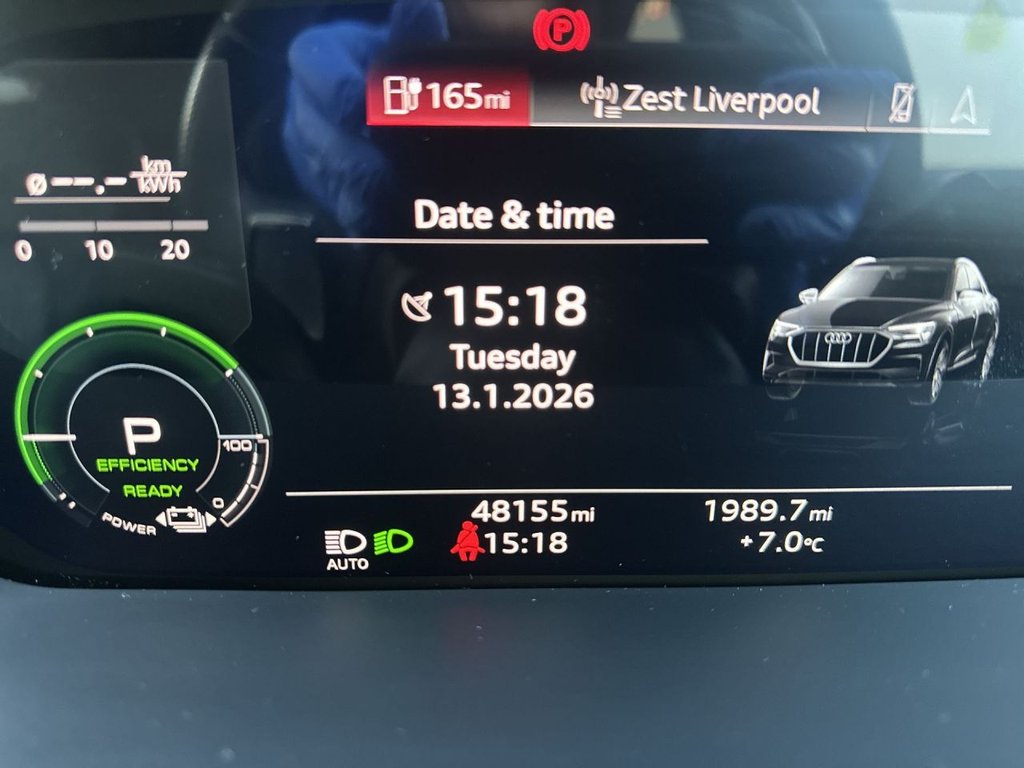 P
165mi
Zest Liverpool
Ø --.- km/kWh
0 10 20
Date & time
15:18
Tuesday
13.1.2026
P
EFFICIENCY
READY
100
0
POWER
48155mi
1989.7mi
AUTO
15:18
+7.0°C